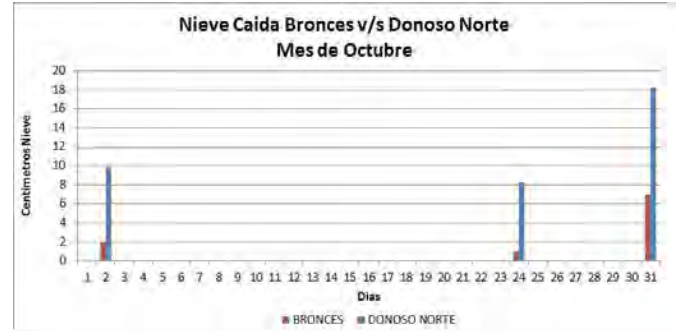 Nieve Caida Bronces v/s Donoso Norte
Mes de Octubre
Centímetros Nieve
20
18
16
14
12
10
8
6
4
2
0
1 2 3 4 5 6 7 8 9 10 11 12 13 14 15 16 17 18 19 20 21 22 23 24 25 26 27 28 29 30 31
Dias
BRONCES DONOSO NORTE